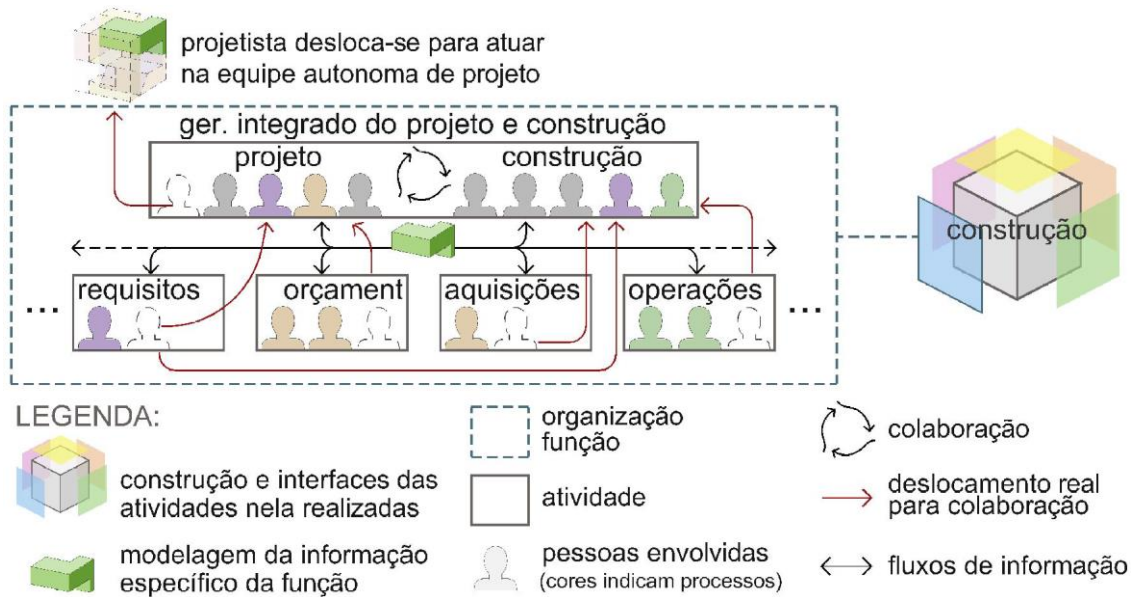 projetista desloca-se para atuar
na equipe autonoma de projeto
ger. integrado do projeto e construção
projeto
construção
requisitos
orçament
aquisições
operações
...
...
construção
LEGENDA:
construção e interfaces das
atividades nela realizadas
modelagem da informação
específico da função
organização
função
atividade
pessoas envolvidas
(cores indicam processos)
colaboração
deslocamento real
para colaboração
fluxos de informação